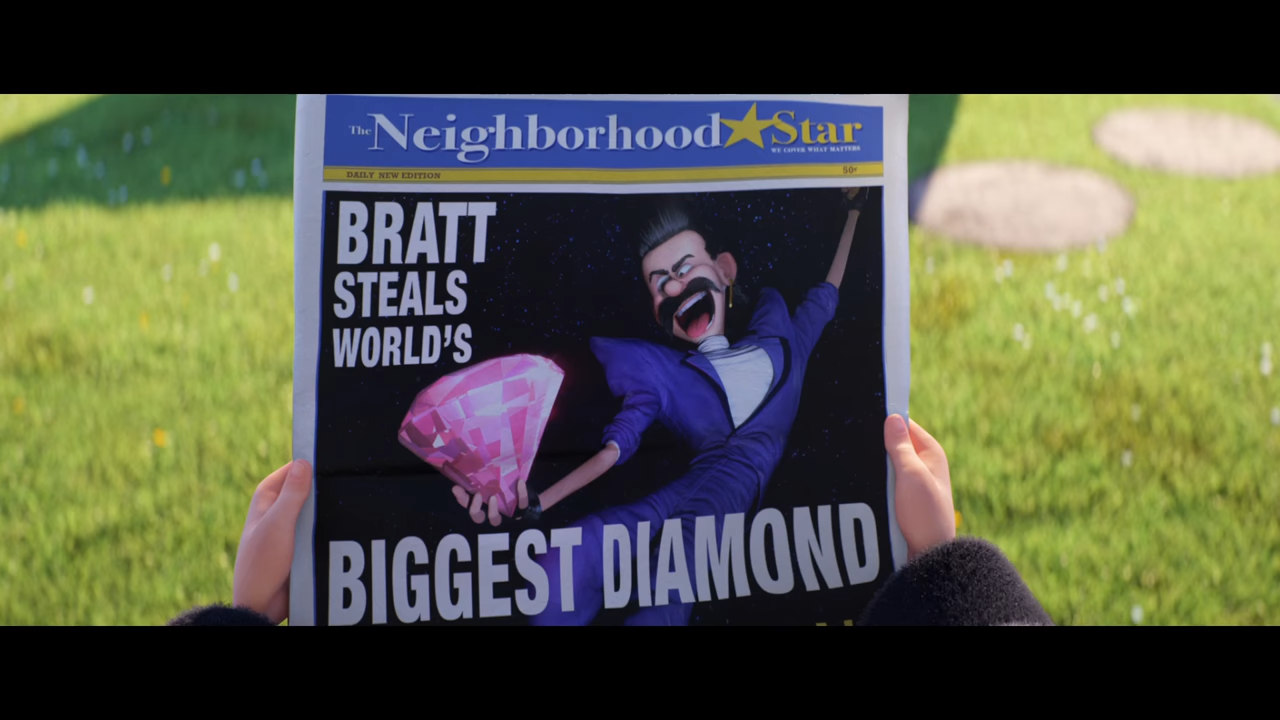 The Neighborhood Star
WE COVER WHAT MATTERS
DAILY NEW EDITION 50¢
BRATT
STEALS
WORLD'S
BIGGEST DIAMOND